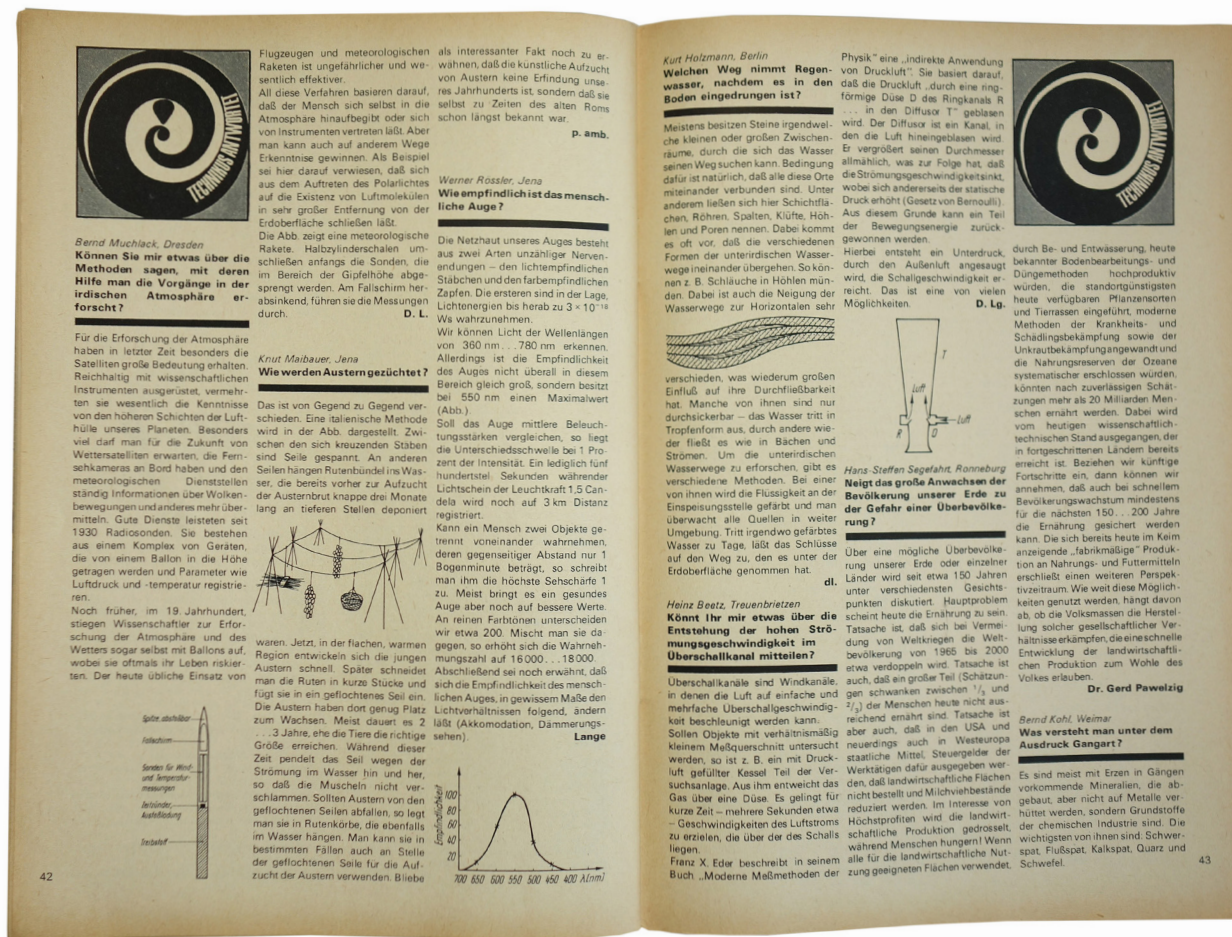 TECHNIKUS ANTWORTET
Bernd Muchlack, Dresden
Können Sie mir etwas über die
Methoden sagen, mit deren
Hilfe man die Vorgänge in der
irdischen Atmosphäre er-
forscht?
Für die Erforschung der Atmosphäre
haben in letzter Zeit besonders die
Satelliten große Bedeutung erhalten.
Reichhaltig mit wissenschaftlichen
Instrumenten ausgerüstet, vermehr-
ten sie wesentlich die Kenntnisse
von den höheren Schichten der Luft-
hülle unseres Planeten. Besonders
viel darf man für die Zukunft von
Wettersatelliten erwarten, die Fern-
sehkameras an Bord haben und den
meteorologischen Dienststellen
ständig Informationen über Wolken-
bewegungen und anderes mehr über-
mitteln. Gute Dienste leisteten seit
1930 Radiosonden. Sie bestehen
aus einem Komplex von Geräten,
die von einem Ballon in die Höhe
getragen werden und Parameter wie
Luftdruck und -temperatur registrie-
ren.
Noch früher, im 19. Jahrhundert,
stiegen Wissenschaftler zur Erfor-
schung der Atmosphäre und des
Wetters sogar selbst mit Ballons auf,
wobei sie oftmals ihr Leben riskier-
ten. Der heute übliche Einsatz von
Spitze, abstellbar
Fallschirm
Sonden für Wind-
und Temperatur-
messungen
Zeitzünder,
Ausstoßladung
Treibstoff
42
Flugzeugen und meteorologischen
Raketen ist ungefährlicher und we-
sentlich effektiver.
All diese Verfahren basieren darauf,
daß der Mensch sich selbst in die
Atmosphäre hinaufbegibt oder sich
von Instrumenten vertreten läßt. Aber
man kann auch auf anderem Wege
Erkenntnise gewinnen. Als Beispiel
sei hier darauf verwiesen, daß sich
aus dem Auftreten des Polarlichtes
auf die Existenz von Luftmolekülen
in sehr großer Entfernung von der
Erdoberfläche schließen läßt.
Die Abb. zeigt eine meteorologische
Rakete. Halbzylinderschalen um-
schließen anfangs die Sonden, die
im Bereich der Gipfelhöhe abge-
sprengt werden. Am Fallschirm her-
absinkend, führen sie die Messungen
durch. D. L.
Knut Maibauer, Jena
Wie werden Austern gezüchtet?
Das ist von Gegend zu Gegend ver-
schieden. Eine italienische Methode
wird in der Abb. dargestellt. Zwi-
schen den sich kreuzenden Stäben
sind Seile gespannt. An anderen
Seilen hängen Rutenbündel ins Was-
ser, die bereits vorher zur Aufzucht
der Austernbrut knappe drei Monate
lang an tieferen Stellen deponiert
waren. Jetzt, in der flachen, warmen
Region entwickeln sich die jungen
Austern schnell. Später schneidet
man die Ruten in kurze Stücke und
fügt sie in ein geflochtenes Seil ein.
Die Austern haben dort genug Platz
zum Wachsen. Meist dauert es 2
...3 Jahre, ehe die Tiere die richtige
Größe erreichen. Während dieser
Zeit pendelt das Seil wegen der
Strömung im Wasser hin und her,
so daß die Muscheln nicht ver-
schlammen. Sollten Austern von den
geflochtenen Seilen abfallen, so legt
man sie in Rutenkörbe, die ebenfalls
im Wasser hängen. Man kann sie in
bestimmten Fällen auch an Stelle
der geflochtenen Seile für die Auf-
zucht der Austern verwenden. Bliebe
als interessanter Fakt noch zu er-
wähnen, daß die künstliche Aufzucht
von Austern keine Erfindung unse-
res Jahrhunderts ist, sondern daß sie
selbst zu Zeiten des alten Roms
schon längst bekannt war.
p. amb.
Werner Rössler, Jena
Wie empfindlich ist das mensch-
liche Auge?
Die Netzhaut unseres Auges besteht
aus zwei Arten unzähliger Nerven-
endungen – den lichtempfindlichen
Stäbchen und den farbempfindlichen
Zapfen. Die ersteren sind in der Lage,
Lichtenergien bis herab zu 3 × 10⁻¹⁸
Ws wahrzunehmen.
Wir können Licht der Wellenlängen
von 360 nm...780 nm erkennen.
Allerdings ist die Empfindlichkeit
des Auges nicht überall in diesem
Bereich gleich groß, sondern besitzt
bei 550 nm einen Maximalwert
(Abb.)
Soll das Auge mittlere Beleuch-
tungsstärken vergleichen, so liegt
die Unterschiedsschwelle bei 1 Pro-
zent der Intensität. Ein lediglich fünf
hundertstel Sekunden währender
Lichtschein der Leuchtkraft 1,5 Can-
dela wird noch auf 3 km Distanz
registriert.
Kann ein Mensch zwei Objekte ge-
trennt voneinander wahrnehmen,
deren gegenseitiger Abstand nur 1
Bogenminute beträgt, so schreibt
man ihm die höchste Sehschärfe 1
zu. Meist bringt es ein gesundes
Auge aber noch auf bessere Werte.
An reinen Farbtönen unterscheiden
wir etwa 200. Mischt man sie da-
gegen, so erhöht sich die Wahrneh-
mungszahl auf 16000...18000
Abschließend sei noch erwähnt, daß
sich die Empfindlichkeit des mensch-
lichen Auges, in gewissem Maße den
Lichtverhältnissen folgend, ändern
läßt (Akkomodation, Dämmerungs-
sehen). Lange
Empfindlichkeit
100
80
60
40
20
700 650 600 550 500 450 400 λ(nm)
Kurt Holzmann, Berlin
Welchen Weg nimmt Regen-
wasser, nachdem es in den
Boden eingedrungen ist?
Meistens besitzen Steine irgendwel-
che kleinen oder großen Zwischen-
räume, durch die sich das Wasser
seinen Weg suchen kann. Bedingung
dafür ist natürlich, daß alle diese Orte
miteinander verbunden sind. Unter
anderem ließen sich hier Schichtflä-
chen, Röhren, Spalten, Klüfte, Höh-
len und Poren nennen. Dabei kommt
es oft vor, daß die verschiedenen
Formen der unterirdischen Wasser-
wege ineinander übergehen. So kön-
nen z. B. Schläuche in Höhlen mün-
den. Dabei ist auch die Neigung der
Wasserwege zur Horizontalen sehr
verschieden, was wiederum großen
Einfluß auf ihre Durchfließbarkeit
hat. Manche von ihnen sind nur
durchsickerbar – das Wasser tritt in
Tropfenform aus, durch andere wie-
der fließt es wie in Bächen und
Strömen. Um die unterirdischen
Wasserwege zu erforschen, gibt es
verschiedene Methoden. Bei einer
von ihnen wird die Flüssigkeit an der
Einspeisungsstelle gefärbt und man
überwacht alle Quellen in weiter
Umgebung. Tritt irgendwo gefärbtes
Wasser zu Tage, läßt das Schlüsse
auf den Weg zu, den es unter der
Erdoberfläche genommen hat.
dl.
Heinz Beetz, Treuenbrietzen
Könnt Ihr mir etwas über die
Entstehung der hohen Strö-
mungsgeschwindigkeit im
Überschallkanal mitteilen?
Überschallkanäle sind Windkanäle,
in denen die Luft auf einfache und
mehrfache Überschallgeschwindig-
keit beschleunigt werden kann.
Sollen Objekte mit verhältnismäßig
kleinem Meßquerschnitt untersucht
werden, so ist z. B. ein mit Druck-
luft gefüllter Kessel Teil der Ver-
suchsanlage. Aus ihm entweicht das
Gas über eine Düse. Es gelingt für
kurze Zeit – mehrere Sekunden etwa
– Geschwindigkeiten des Luftstroms
zu erzielen, die über der des Schalls
liegen.
Franz X. Eder beschreibt in seinem
Buch „Moderne Meßmethoden der
Physik“ eine „indirekte Anwendung
von Druckluft“. Sie basiert darauf,
daß die Druckluft „durch eine ring-
förmige Düse D des Ringkanals R
... in den Diffusor T“ geblasen
wird. Der Diffusor ist ein Kanal, in
den die Luft hineingeblasen wird.
Er vergrößert seinen Durchmesser
allmählich, was zur Folge hat, daß
die Strömungsgeschwindigkeit sinkt,
wobei sich andererseits der statische
Druck erhöht (Gesetz von Bernoulli).
Aus diesem Grunde kann ein Teil
der Bewegungsenergie zurück-
gewonnen werden.
Hierbei entsteht ein Unterdruck,
durch den Außenluft angesaugt
wird, die Schallgeschwindigkeit er-
reicht. Das ist eine von vielen
Möglichkeiten. D. Lg.
T
Luft
Luft
R
D
Hans-Steffen Segefahrt, Ronneburg
Neigt das große Anwachsen der
Bevölkerung unserer Erde zu
der Gefahr einer Überbevölke-
rung?
Über eine mögliche Überbevölke-
rung unserer Erde oder einzelner
Länder wird seit etwa 150 Jahren
unter verschiedensten Gesichts-
punkten diskutiert. Hauptproblem
scheint heute die Ernährung zu sein.
Tatsache ist, daß sich bei Vermei-
dung von Weltkriegen die Welt-
bevölkerung von 1965 bis 2000
etwa verdoppeln wird. Tatsache ist
auch, daß ein großer Teil (Schätzun-
gen schwanken zwischen ¹/₃ und
²/₃) der Menschen heute nicht aus-
reichend ernährt sind. Tatsache ist
aber auch, daß in den USA und
neuerdings auch in Westeuropa
staatliche Mittel, Steuergelder der
Werktätigen dafür ausgegeben wer-
den, daß landwirtschaftliche Flächen
nicht bestellt und Milchviehbestände
reduziert werden. Im Interesse von
Höchstprofiten wird die landwirt-
schaftliche Produktion gedrosselt,
während Menschen hungern! Wenn
alle für die landwirtschaftliche Nut-
zung geeigneten Flächen verwendet,
TECHNIKUS ANTWORTET
durch Be- und Entwässerung, heute
bekannter Bodenbearbeitungs- und
Düngemethoden hochproduktiv
würden, die standortgünstigsten
heute verfügbaren Pflanzensorten
und Tierrassen eingeführt, moderne
Methoden der Krankheits- und
Schädlingsbekämpfung sowie der
Unkrautbekämpfung angewandt und
die Nahrungsreserven der Ozeane
systematischer erschlossen würden,
könnten nach zuverlässigen Schät-
zungen mehr als 20 Milliarden Men-
schen ernährt werden. Dabei wird
vom heutigen wissenschaftlich-
technischen Stand ausgegangen, der
in fortgeschrittenen Ländern bereits
erreicht ist. Beziehen wir künftige
Fortschritte ein, dann können wir
annehmen, daß auch bei schnellem
Bevölkerungswachstum mindestens
für die nächsten 150...200 Jahre
die Ernährung gesichert werden
kann. Die sich bereits heute im Keim
anzeigende „fabrikmäßige“ Produk-
tion an Nahrungs- und Futtermitteln
erschließt einen weiteren Perspek-
tivzeitraum. Wie weit diese Möglich-
keiten genutzt werden, hängt davon
ab, ob die Volksmassen die Herstel-
lung solcher gesellschaftlicher Ver-
hältnisse erkämpfen, die eine schnelle
Entwicklung der landwirtschaftli-
chen Produktion zum Wohle des
Volkes erlauben.
Dr. Gerd Pawelzig
Bernd Kohl, Weimar
Was versteht man unter dem
Ausdruck Gangart?
Es sind meist mit Erzen in Gängen
vorkommende Mineralien, die ab-
gebaut, aber nicht auf Metalle ver-
hüttet werden, sondern Grundstoffe
der chemischen Industrie sind. Die
wichtigsten von ihnen sind: Schwer-
spat, Flußspat, Kalkspat, Quarz und
Schwefel.
43